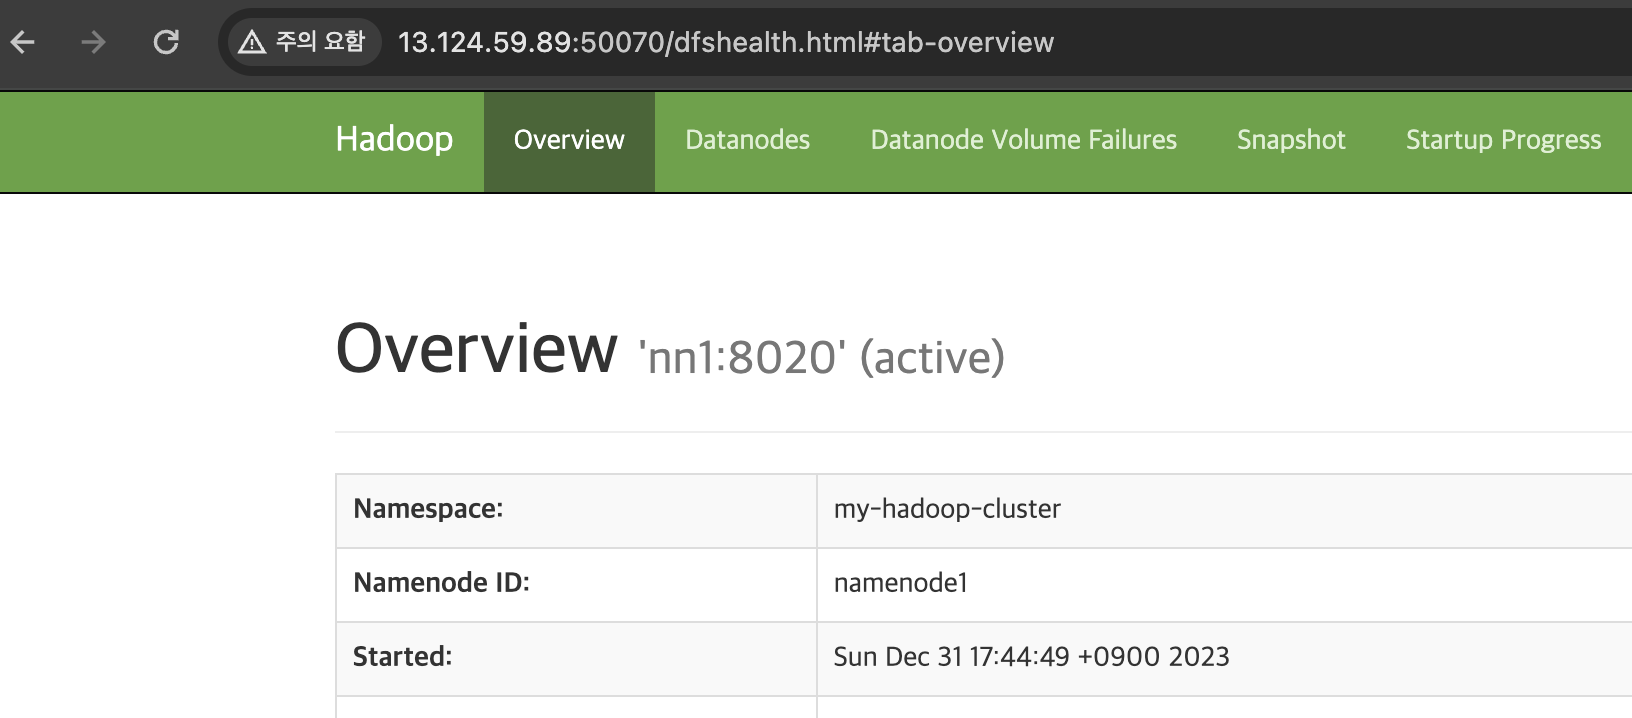 주의 요함 13.124.59.89:50070/dfshealth.html#tab-overview
Hadoop Overview Datanodes Datanode Volume Failures Snapshot Startup Progress
Overview 'nn1:8020' (active)
Namespace: my-hadoop-cluster
Namenode ID: namenode1
Started: Sun Dec 31 17:44:49 +0900 2023